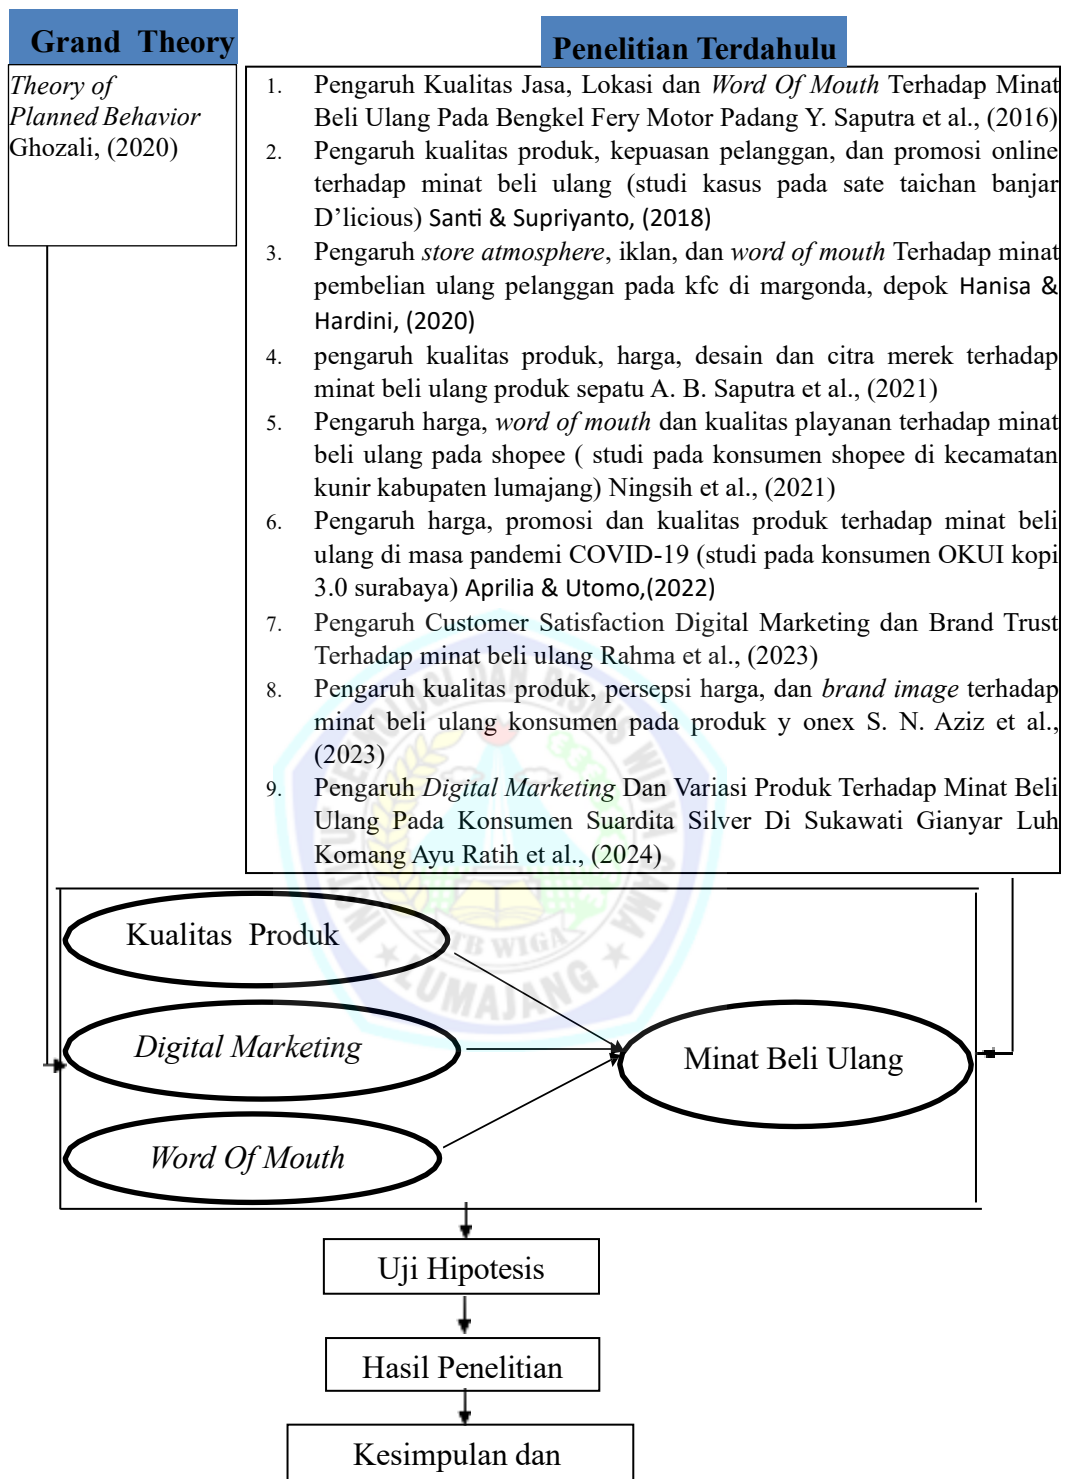 Grand Theory
Penelitian Terdahulu
Theory of
Planned Behavior
Ghozali, (2020)
1. Pengaruh Kualitas Jasa, Lokasi dan Word Of Mouth Terhadap Minat
Beli Ulang Pada Bengkel Fery Motor Padang Y. Saputra et al., (2016)
2. Pengaruh kualitas produk, kepuasan pelanggan, dan promosi online
terhadap minat beli ulang (studi kasus pada sate taichan banjar
D’licious) Santi & Supriyanto, (2018)
3. Pengaruh store atmosphere, iklan, dan word of mouth Terhadap minat
pembelian ulang pelanggan pada kfc di margonda, depok Hanisa &
Hardini, (2020)
4. pengaruh kualitas produk, harga, desain dan citra merek terhadap
minat beli ulang produk sepatu A. B. Saputra et al., (2021)
5. Pengaruh harga, word of mouth dan kualitas playanan terhadap minat
beli ulang pada shopee ( studi pada konsumen shopee di kecamatan
kunir kabupaten lumajang) Ningsih et al., (2021)
6. Pengaruh harga, promosi dan kualitas produk terhadap minat beli
ulang di masa pandemi COVID-19 (studi pada konsumen OKUI kopi
3.0 surabaya) Aprilia & Utomo,(2022)
7. Pengaruh Customer Satisfaction Digital Marketing dan Brand Trust
Terhadap minat beli ulang Rahma et al., (2023)
8. Pengaruh kualitas produk, persepsi harga, dan brand image terhadap
minat beli ulang konsumen pada produk y onex S. N. Aziz et al.,
(2023)
9. Pengaruh Digital Marketing Dan Variasi Produk Terhadap Minat Beli
Ulang Pada Konsumen Suardita Silver Di Sukawati Gianyar Luh
Komang Ayu Ratih et al., (2024)
INSTITUT TEKNOLOGI DAN BISNIS WIDYA GAMA
ITB WIGA
LUMAJANG
Kualitas Produk
Digital Marketing
Word Of Mouth
Minat Beli Ulang
Uji Hipotesis
Hasil Penelitian
Kesimpulan dan